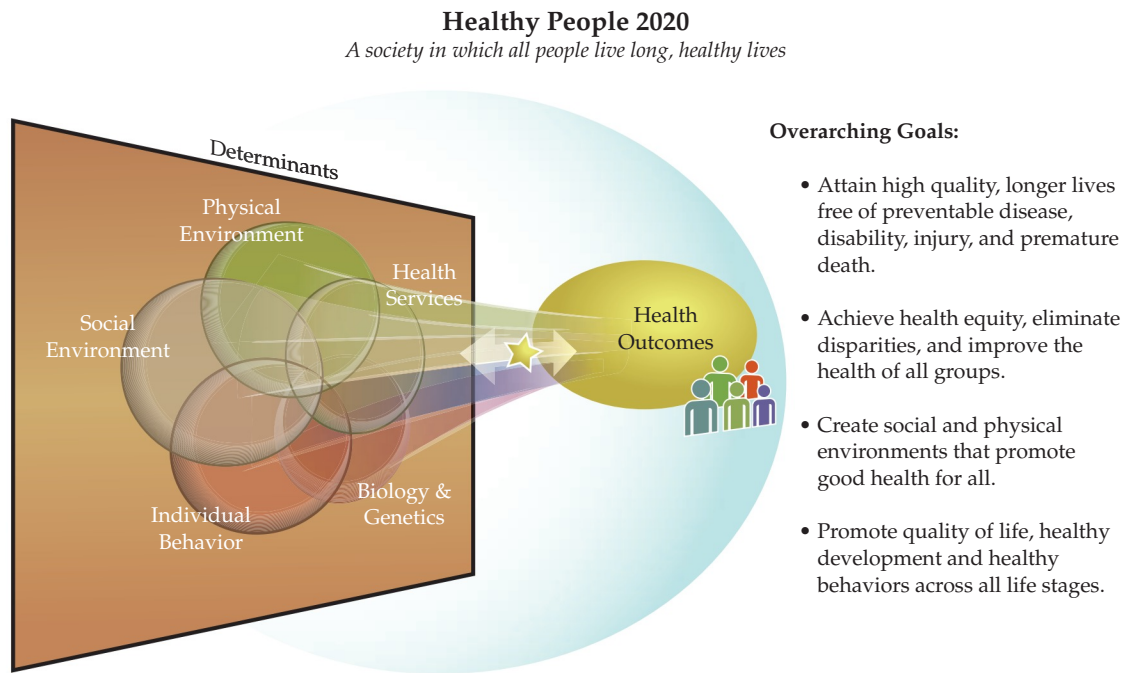 Healthy People 2020
A society in which all people live long, healthy lives
Determinants
Physical
Environment
Health
Services
Social
Environment
Individual
Behavior
Biology &
Genetics
Health
Outcomes
Overarching Goals:
• Attain high quality, longer lives
free of preventable disease,
disability, injury, and premature
death.
• Achieve health equity, eliminate
disparities, and improve the
health of all groups.
• Create social and physical
environments that promote
good health for all.
• Promote quality of life, healthy
development and healthy
behaviors across all life stages.